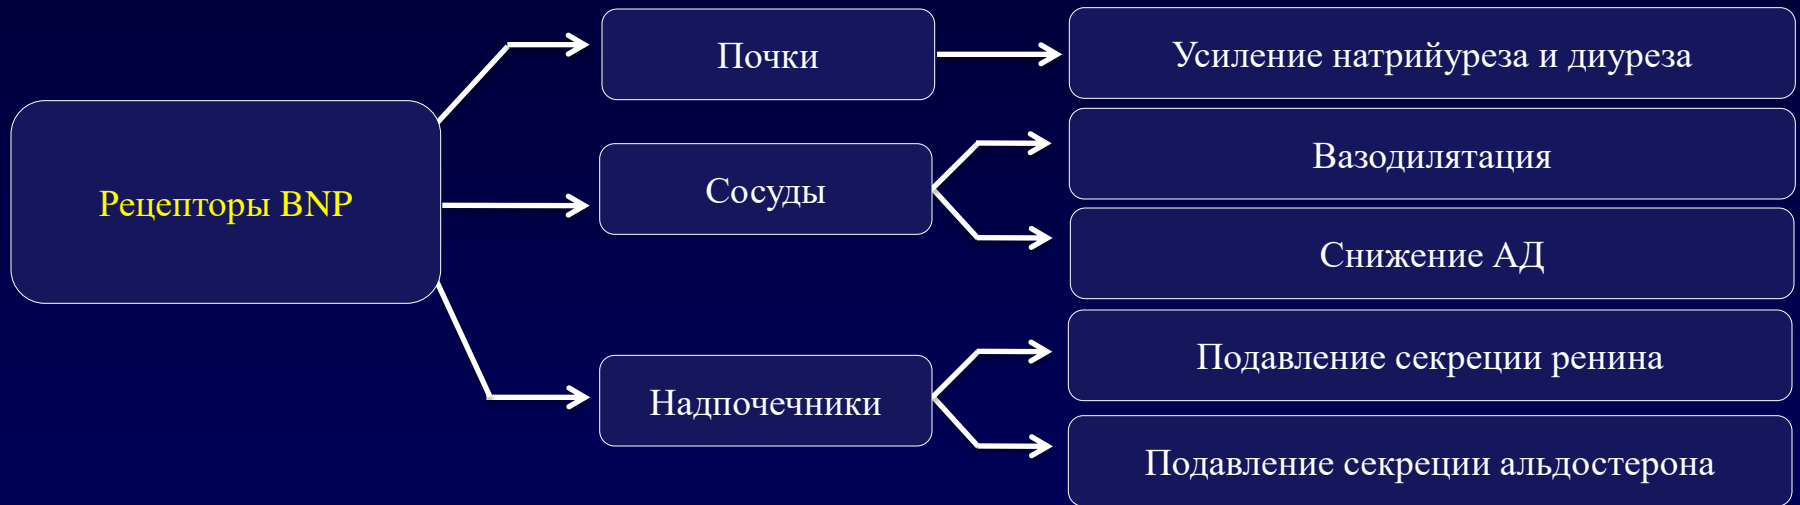 Почки
Усиление натрийуреза и диуреза
Рецепторы BNP
Сосуды
Вазодилятация
Снижение АД
Надпочечники
Подавление секреции ренина
Подавление секреции альдостерона